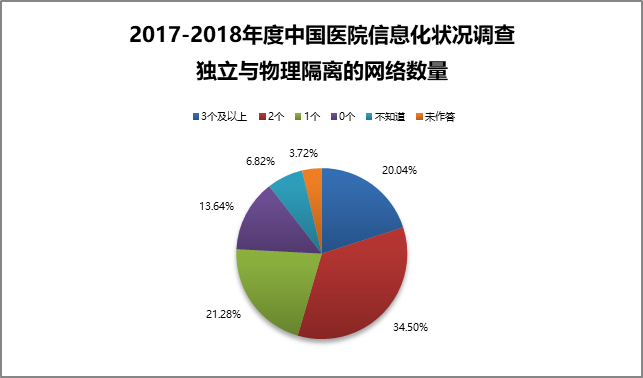 2017-2018年度中国医院信息化状况调查
独立与物理隔离的网络数量
3个及以上 2个 1个 0个 不知道 未作答
3.72%
6.82%
20.04%
13.64%
21.28%
34.50%